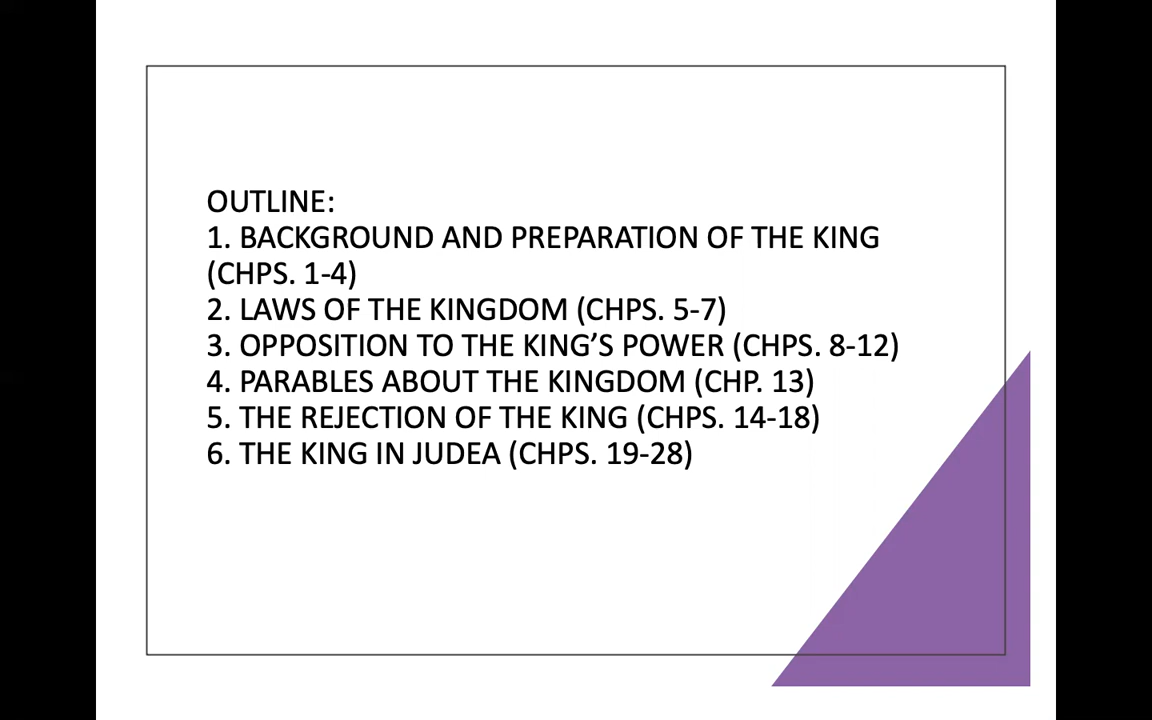 OUTLINE:
1. BACKGROUND AND PREPARATION OF THE KING
(CHPS. 1-4)
2. LAWS OF THE KINGDOM (CHPS. 5-7)
3. OPPOSITION TO THE KING’S POWER (CHPS. 8-12)
4. PARABLES ABOUT THE KINGDOM (CHP. 13)
5. THE REJECTION OF THE KING (CHPS. 14-18)
6. THE KING IN JUDEA (CHPS. 19-28)